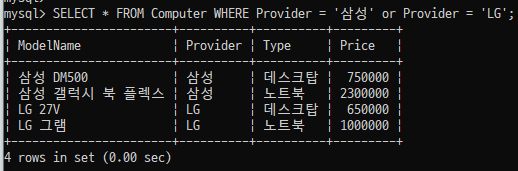 mysql>
mysql> SELECT * FROM Computer WHERE Provider = '삼성' or Provider = 'LG';
+----------------------+----------+----------+---------+
| ModelName | Provider | Type | Price |
+----------------------+----------+----------+---------+
| 삼성 DM500 | 삼성 | 데스크탑 | 750000 |
| 삼성 갤럭시 북 플렉스 | 삼성 | 노트북 | 2300000 |
| LG 27V | LG | 데스크탑 | 650000 |
| LG 그램 | LG | 노트북 | 1000000 |
+----------------------+----------+----------+---------+
4 rows in set (0.00 sec)